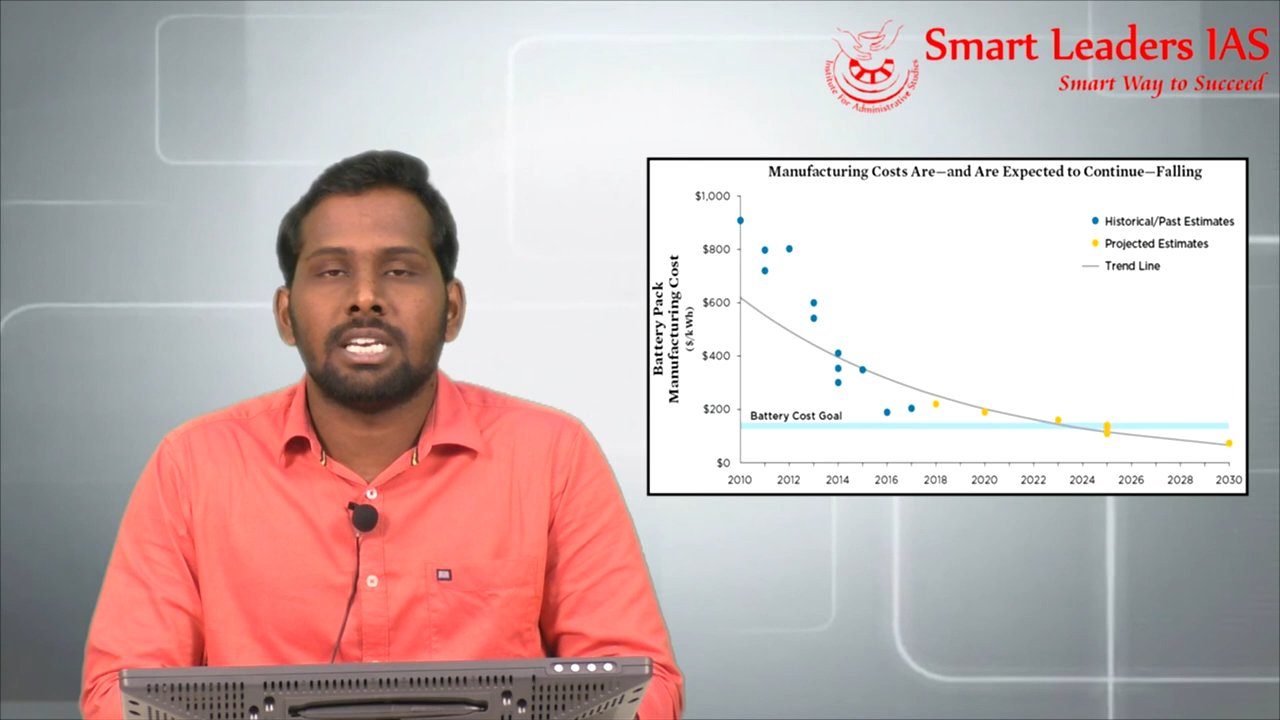 Smart Leaders IAS
Smart Way to Succeed
Institute For Administrative Studies
Manufacturing Costs Are—and Are Expected to Continue—Falling
$1,000
$800
$600
$400
$200
$0
Battery Pack
Manufacturing Cost
($/kWh)
Historical/Past Estimates
Projected Estimates
Trend Line
Battery Cost Goal
2010 2012 2014 2016 2018 2020 2022 2024 2026 2028 2030